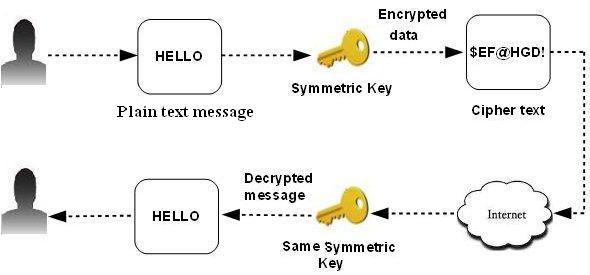 HELLO
Plain text message
Symmetric Key
Encrypted
data
$EF@HGD!
Cipher text
Internet
Same Symmetric
Key
Decrypted
message
HELLO